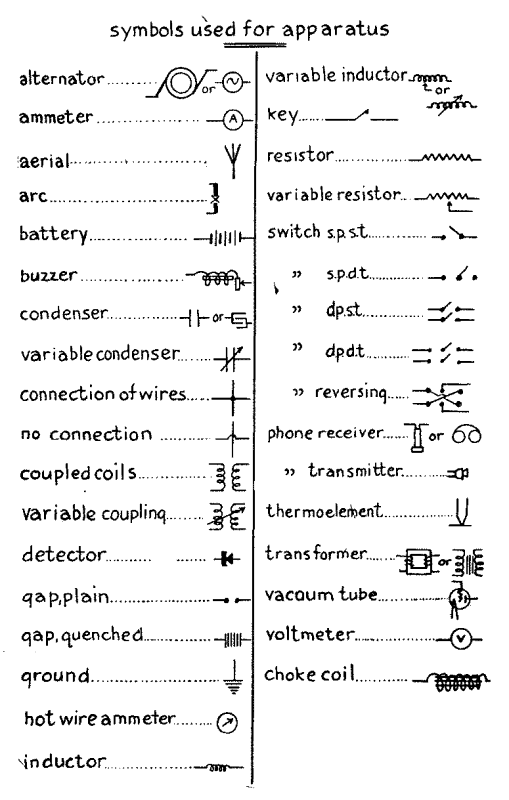 symbols used for apparatus
alternator or
ammeter A
aerial
arc
battery
buzzer
condenser or
variable condenser
connection of wires
no connection
coupled coils
variable coupling
detector
gap, plain
gap, quenched
ground
hot wire ammeter
inductor
variable inductor
or
key
resistor
variable resistor
switch s.p.s.t.
" s.p.d.t.
" d.p.s.t.
" d.p.d.t.
" reversing
phone receiver or
" transmitter
thermoelement
transformer or
vacuum tube
voltmeter V
choke coil